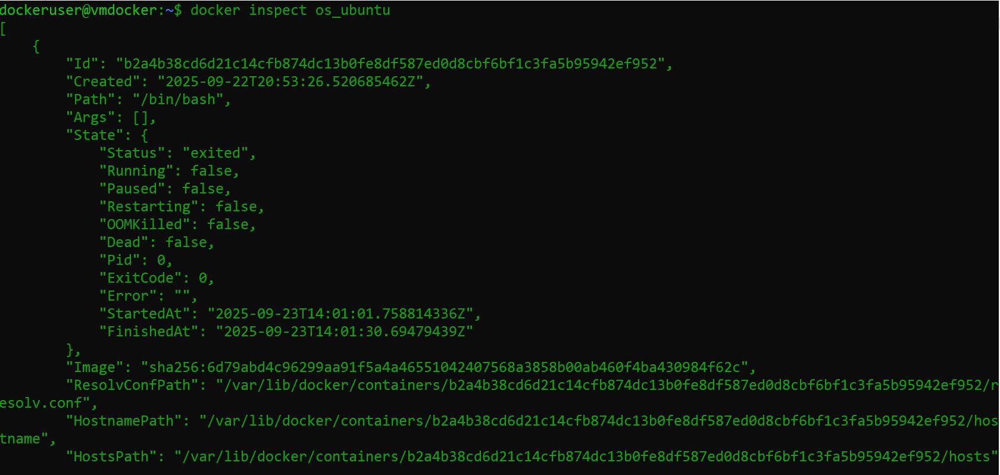 dockeruser@vmdocker:~$ docker inspect os_ubuntu
[
    {
        "Id": "b2a4b38cd6d21c14cfb874dc13b0fe8df587ed0d8cbf6bf1c3fa5b95942ef952",
        "Created": "2025-09-22T20:53:26.520685462Z",
        "Path": "/bin/bash",
        "Args": [],
        "State": {
            "Status": "exited",
            "Running": false,
            "Paused": false,
            "Restarting": false,
            "OOMKilled": false,
            "Dead": false,
            "Pid": 0,
            "ExitCode": 0,
            "Error": "",
            "StartedAt": "2025-09-23T14:01:01.758814336Z",
            "FinishedAt": "2025-09-23T14:01:30.69479439Z"
        },
        "Image": "sha256:6d79abd4c96299aa91f5a4a46551042407568a3858b00ab460f4ba430984f62c",
        "ResolvConfPath": "/var/lib/docker/containers/b2a4b38cd6d21c14cfb874dc13b0fe8df587ed0d8cbf6bf1c3fa5b95942ef952/r
esolv.conf",
        "HostnamePath": "/var/lib/docker/containers/b2a4b38cd6d21c14cfb874dc13b0fe8df587ed0d8cbf6bf1c3fa5b95942ef952/hos
tname",
        "HostsPath": "/var/lib/docker/containers/b2a4b38cd6d21c14cfb874dc13b0fe8df587ed0d8cbf6bf1c3fa5b95942ef952/hosts"